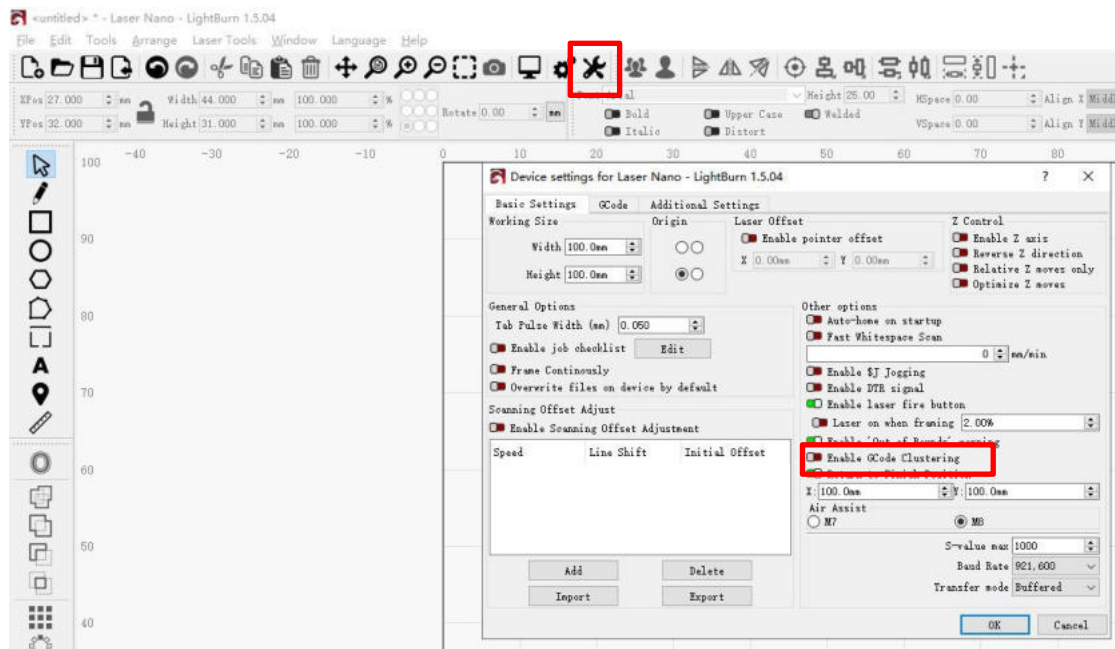 <untitled> * - Laser Nano - LightBurn 1.5.04
File Edit Tools Arrange Laser Tools Window Language Help
XPos 27.000 mm Width 44.000 mm 100.000 % Rotate 0.00 mm Height 25.00 HSpace 0.00 Align X Midd
YPos 32.000 mm Height 31.000 mm 100.000 % Bold Upper Case Welded VSpace 0.00 Align Y Midd
Italic Distort
-40 -30 -20 -10 0 10 20 30 40 50 60 70 80
100
90
80
70
60
50
40
Device settings for Laser Nano - LightBurn 1.5.04 ? ×
Basic Settings GCode Additional Settings
Working Size Origin Laser Offset Z Control
Width 100.0mm Enable pointer offset Enable Z axis
X 0.00mm Y 0.00mm Reverse Z direction
Height 100.0mm Relative Z moves only
Optimize Z moves
General Options
Tab Pulse Width (mm) 0.050
Enable job checklist Edit
Frame Continously
Overwrite files on device by default
Scanning Offset Adjust
Enable Scanning Offset Adjustment
Speed Line Shift Initial Offset
Add Delete
Import Export
Other options
Auto-home on startup
Fast Whitespace Scan
0 mm/min
Enable $J Jogging
Enable DTR signal
Enable laser fire button
Laser on when framing 2.00%
Enable 'Out of Bounds' warning
Enable GCode Clustering
Return to Finish Position
X: 100.0mm Y: 100.0mm
Air Assist
M7 M8
S-value max 1000
Baud Rate 921,600
Transfer mode Buffered
OK Cancel